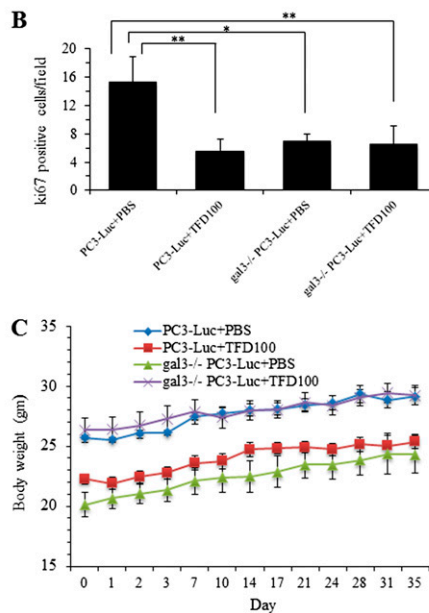 B
**
*
**
ki67 positive cells/field
20
16
12
8
4
0
PC3-Luc+PBS
PC3-Luc+TFD100
gal3-/- PC3-Luc+PBS
gal3-/- PC3-Luc+TFD100
C
PC3-Luc+PBS
PC3-Luc+TFD100
gal3-/- PC3-Luc+PBS
gal3-/- PC3-Luc+TFD100
Body weight (gm)
35
30
25
20
15
0 1 2 3 7 10 14 17 21 24 28 31 35
Day